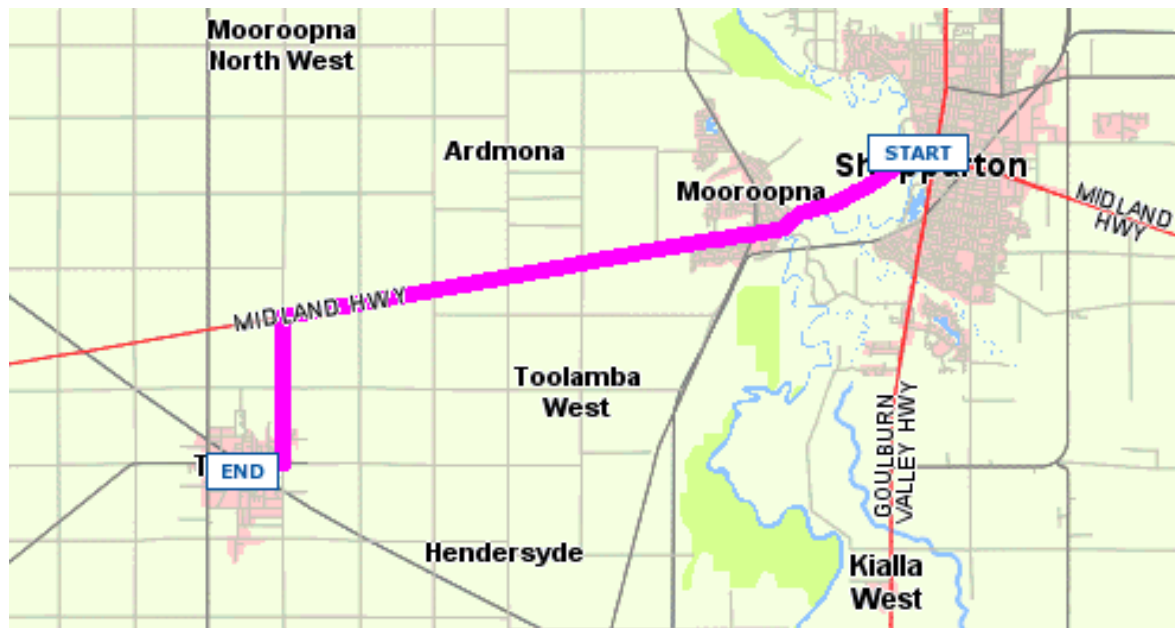 Mooroopna
North West
Ardmona
START
Mooroopna
MIDLAND
HWY
MIDLAND HWY
Toolamba
West
GOULBURN
VALLEY HWY
END
Hendersyde
Kialla
West